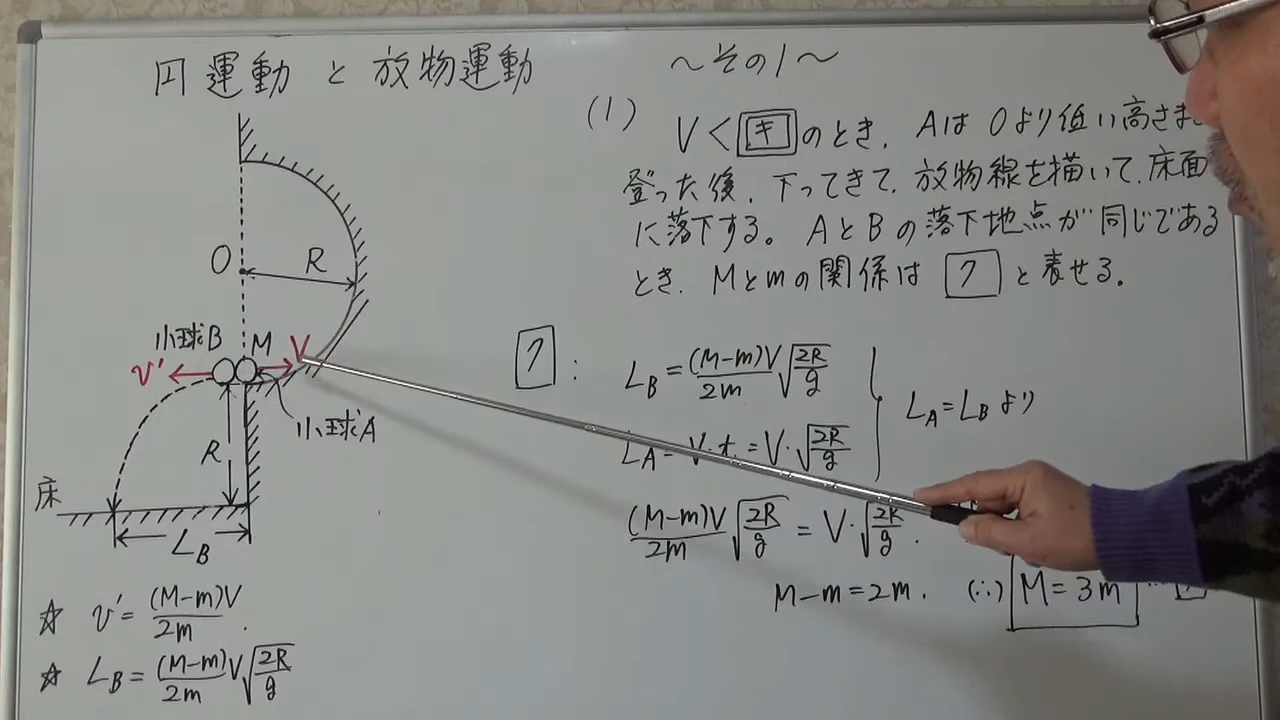 円運動と放物運動 ～その1～
O
R
小球B
M
V
v'
小球A
R
床
L_B
☆ v' = (M-m)V/2m.
☆ L_B = (M-m)/2m V√(2R/g)
(1) V < キ のとき、Aは Oより低い高さま
登った後、下ってきて、放物線を描いて、床面
に落下する。AとBの落下地点が同じである
とき、Mとmの関係は ク と表せる。
ク : L_B = (M-m)V/2m √(2R/g)
L_A = V・t = V・√(2R/g)
L_A = L_B より
(M-m)V/2m √(2R/g) = V・√(2R/g).
M-m = 2m. (∴) M = 3m